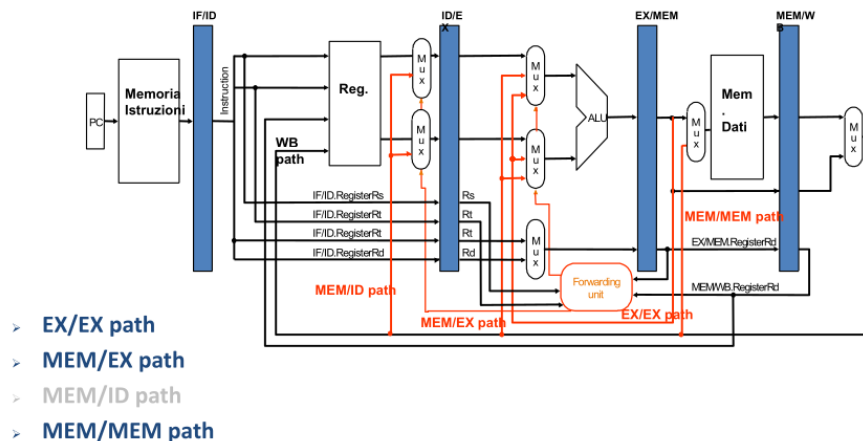 IF/ID
ID/E
X
EX/MEM
MEM/W
B
PC
Memoria
Istruzioni
Instruction
Reg.
WB
path
M
u
x
M
u
x
M
u
x
M
u
x
ALU
M
u
x
Mem
.
Dati
M
u
x
IF/ID.RegisterRs
Rs
IF/ID.RegisterRt
Rt
IF/ID.RegisterRt
Rt
IF/ID.RegisterRd
Rd
M
u
x
MEM/MEM path
EX/MEM.RegisterRd
Forwarding
unit
MEM/WB.RegisterRd
MEM/ID path
MEM/EX path
EX/EX path
➢ EX/EX path
➢ MEM/EX path
➢ MEM/ID path
➢ MEM/MEM path